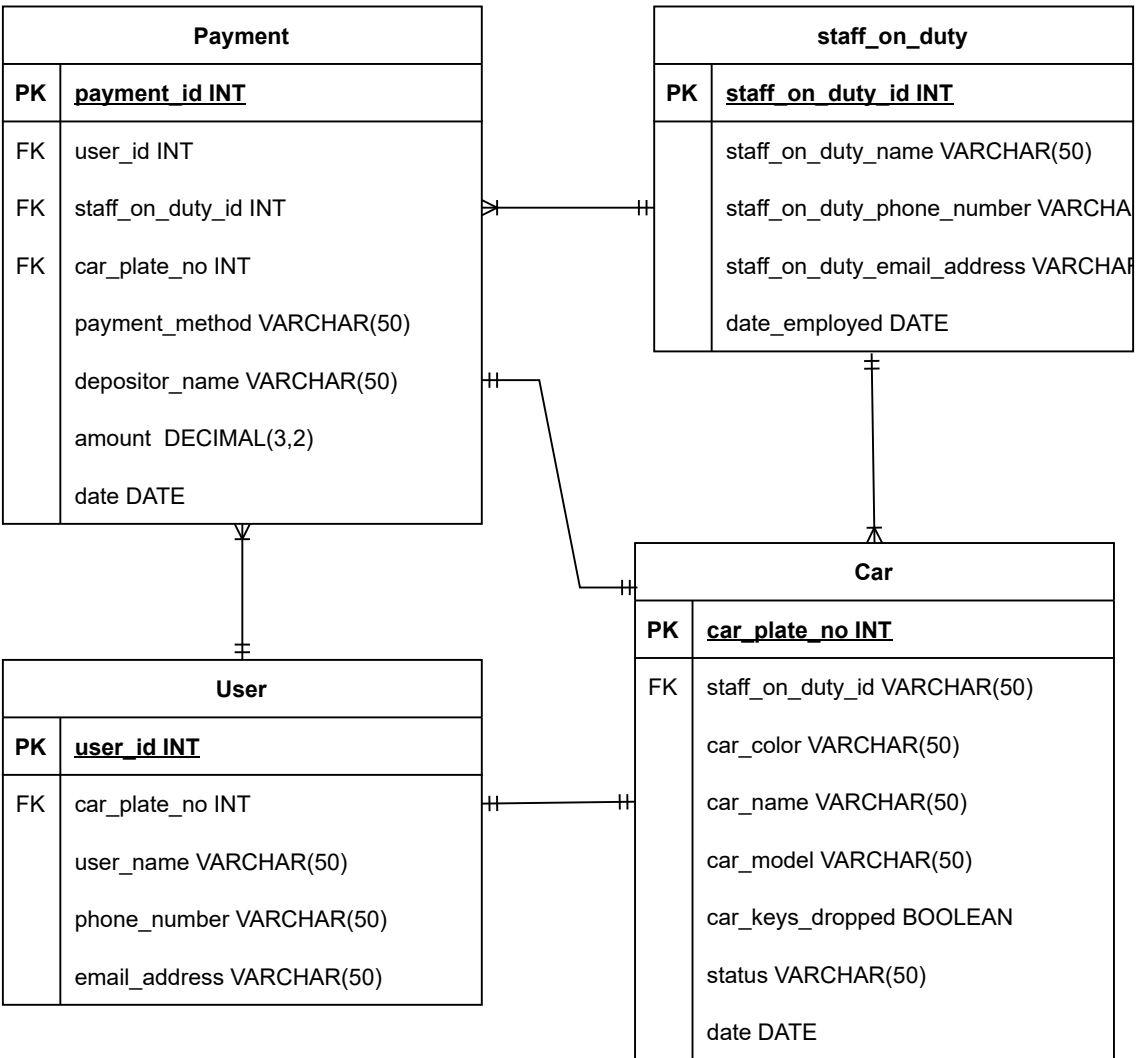 Payment
PK payment_id INT
FK user_id INT
FK staff_on_duty_id INT
FK car_plate_no INT
payment_method VARCHAR(50)
depositor_name VARCHAR(50)
amount DECIMAL(3,2)
date DATE
staff_on_duty
PK staff_on_duty_id INT
staff_on_duty_name VARCHAR(50)
staff_on_duty_phone_number VARCHA
staff_on_duty_email_address VARCHAR
date_employed DATE
User
PK user_id INT
FK car_plate_no INT
user_name VARCHAR(50)
phone_number VARCHAR(50)
email_address VARCHAR(50)
Car
PK car_plate_no INT
FK staff_on_duty_id VARCHAR(50)
car_color VARCHAR(50)
car_name VARCHAR(50)
car_model VARCHAR(50)
car_keys_dropped BOOLEAN
status VARCHAR(50)
date DATE